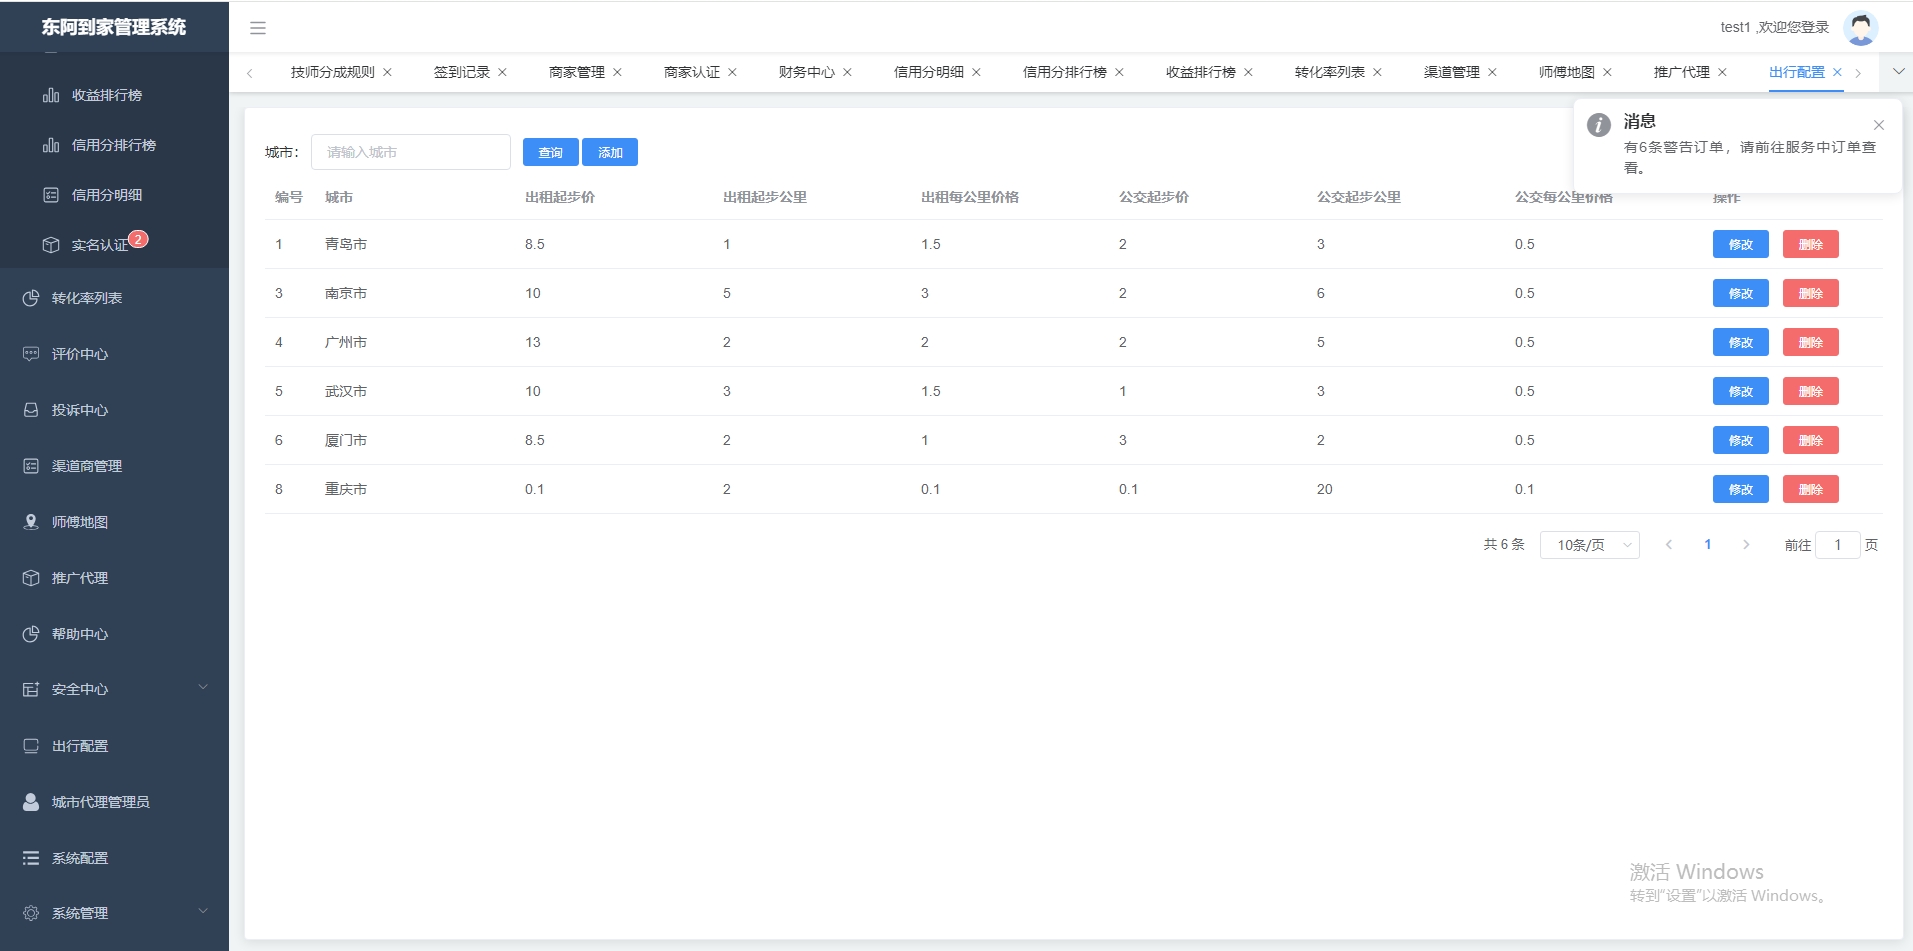 东阿到家管理系统
test1 ,欢迎您登录
技师分成规则 签到记录 商家管理 商家认证 财务中心 信用分明细 信用分排行榜 收益排行榜 转化率列表 渠道管理 师傅地图 推广代理 出行配置
收益排行榜
信用分排行榜
信用分明细
实名认证 2
转化率列表
评价中心
投诉中心
渠道商管理
师傅地图
推广代理
帮助中心
安全中心
出行配置
城市代理管理员
系统配置
系统管理
消息
有6条警告订单，请前往服务中订单查
看。
城市： 请输入城市 查询 添加
编号 城市 出租起步价 出租起步公里 出租每公里价格 公交起步价 公交起步公里 公交每公里价格 操作
1 青岛市 8.5 1 1.5 2 3 0.5 修改 删除
3 南京市 10 5 3 2 6 0.5 修改 删除
4 广州市 13 2 2 2 5 0.5 修改 删除
5 武汉市 10 3 1.5 1 3 0.5 修改 删除
6 厦门市 8.5 2 1 3 2 0.5 修改 删除
8 重庆市 0.1 2 0.1 0.1 20 0.1 修改 删除
共 6 条 10条/页 1 前往 1 页
激活 Windows
转到"设置"以激活 Windows。